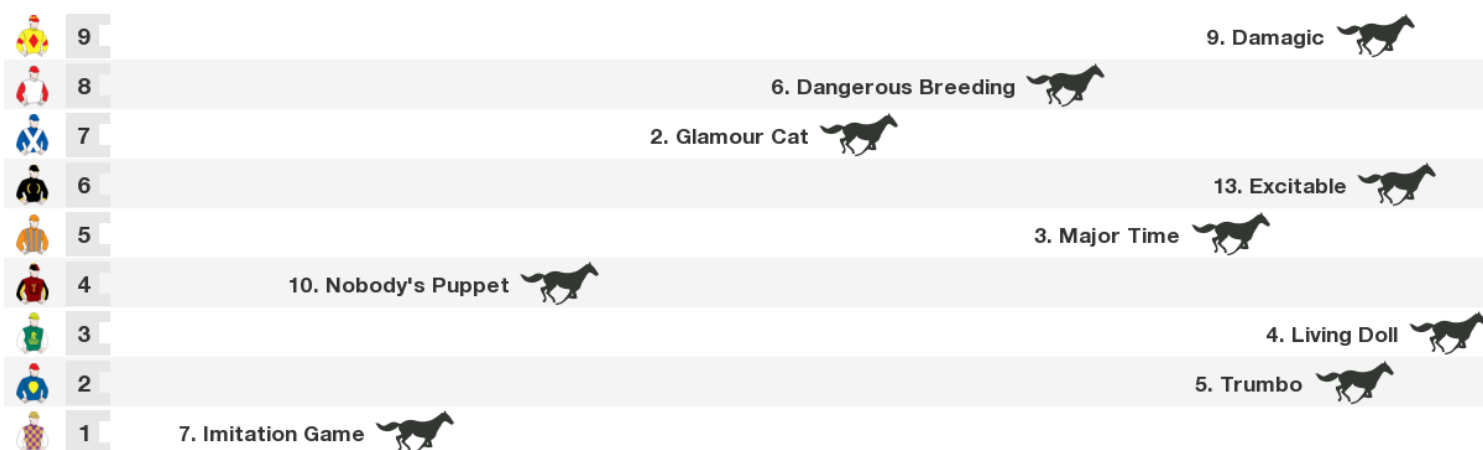 9 9. Damagic
8 6. Dangerous Breeding
7 2. Glamour Cat
6 13. Excitable
5 3. Major Time
4 10. Nobody's Puppet
3 4. Living Doll
2 5. Trumbo
1 7. Imitation Game